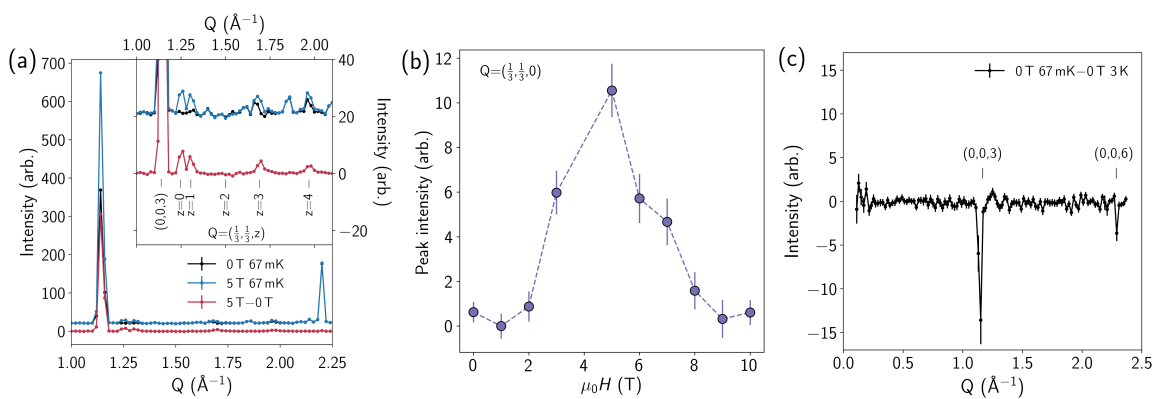 (a)
Q (Å⁻¹)
1.00 1.25 1.50 1.75 2.00
700
600
500
400
300
200
100
0
Intensity (arb.)
40
20
0
−20
Intensity (arb.)
(0,0,3)
z=0
z=1
z=2
z=3
z=4
Q=(1/3,1/3,z)
0 T 67 mK
5 T 67 mK
5 T−0 T
1.00 1.25 1.50 1.75 2.00 2.25
Q (Å⁻¹)
(b)
Q=(1/3,1/3,0)
12
10
8
6
4
2
0
Peak intensity (arb.)
0 2 4 6 8 10
μ₀H (T)
(c)
0 T 67 mK−0 T 3 K
15
10
5
0
−5
−10
−15
Intensity (arb.)
(0,0,3)
(0,0,6)
0.0 0.5 1.0 1.5 2.0 2.5
Q (Å⁻¹)